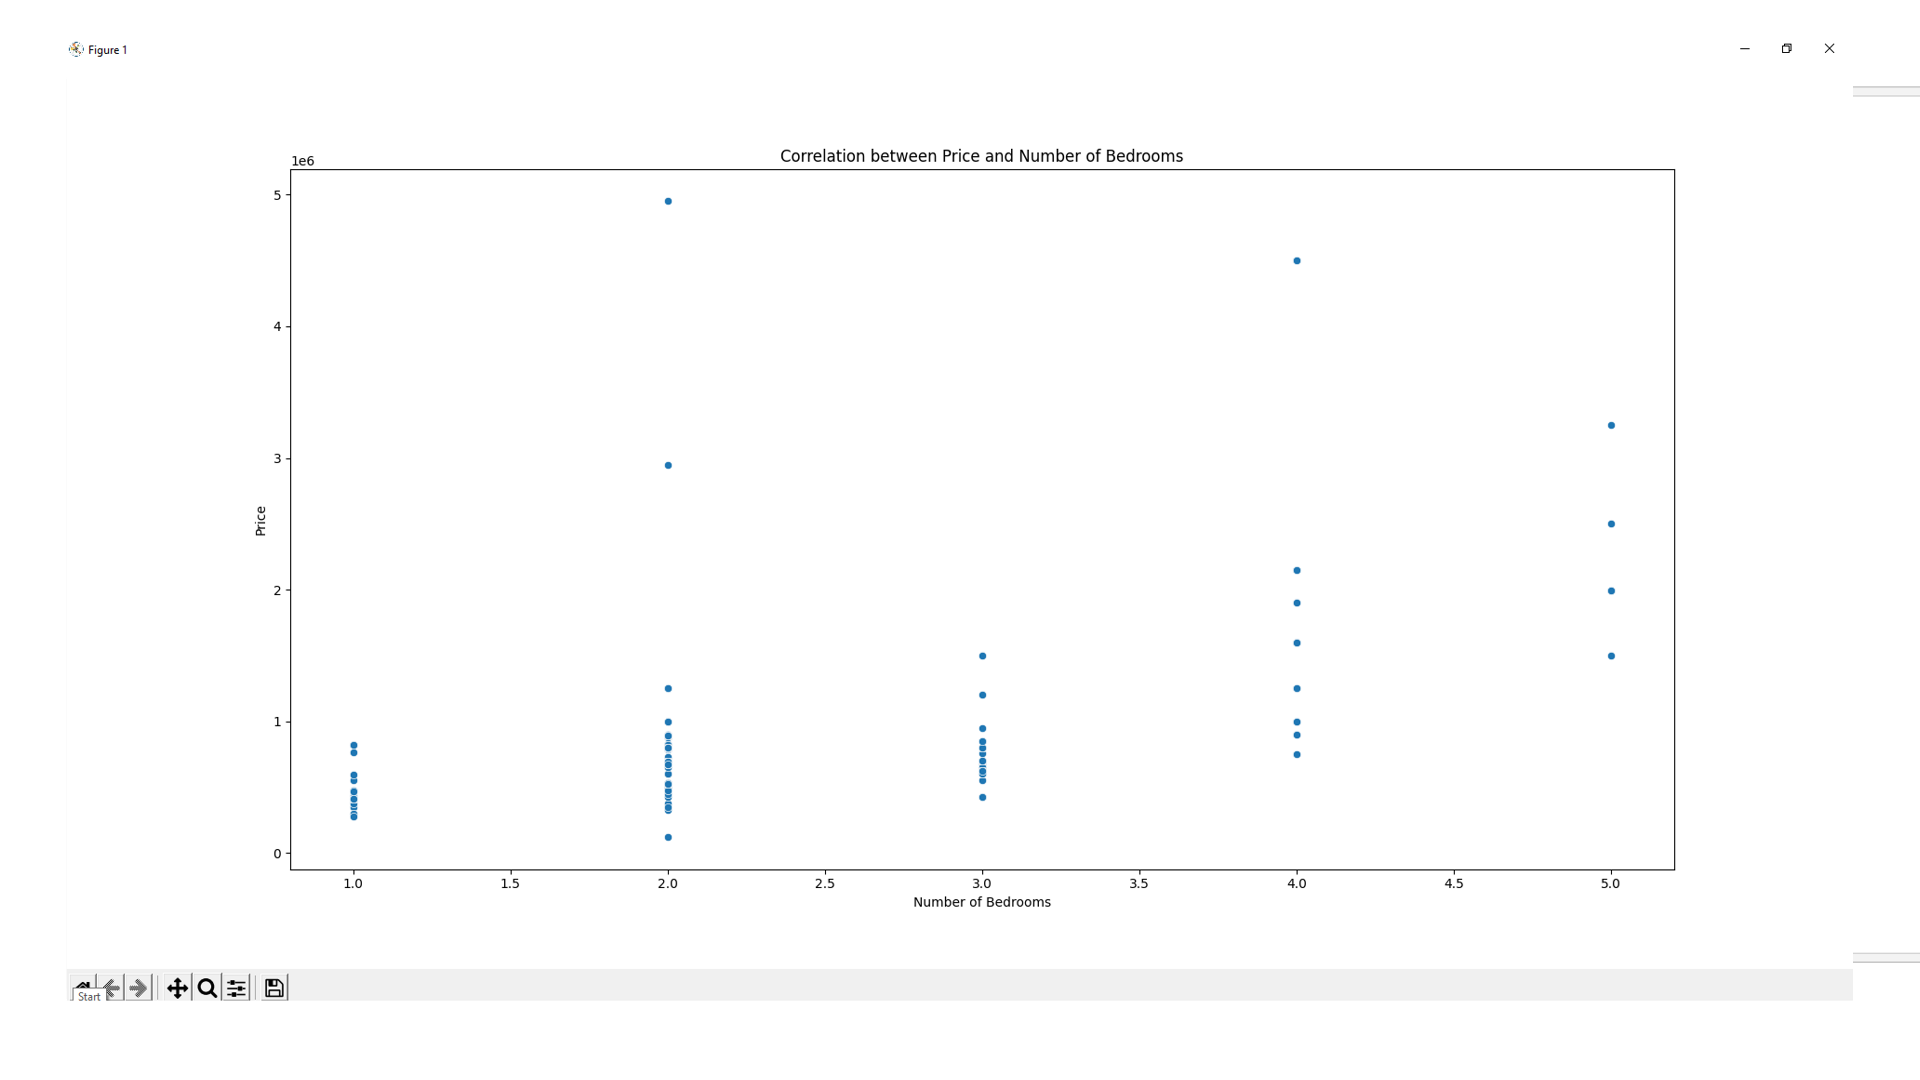 Figure 1
Correlation between Price and Number of Bedrooms
1e6
5
4
3
2
1
0
Price
1.0 1.5 2.0 2.5 3.0 3.5 4.0 4.5 5.0
Number of Bedrooms
Start